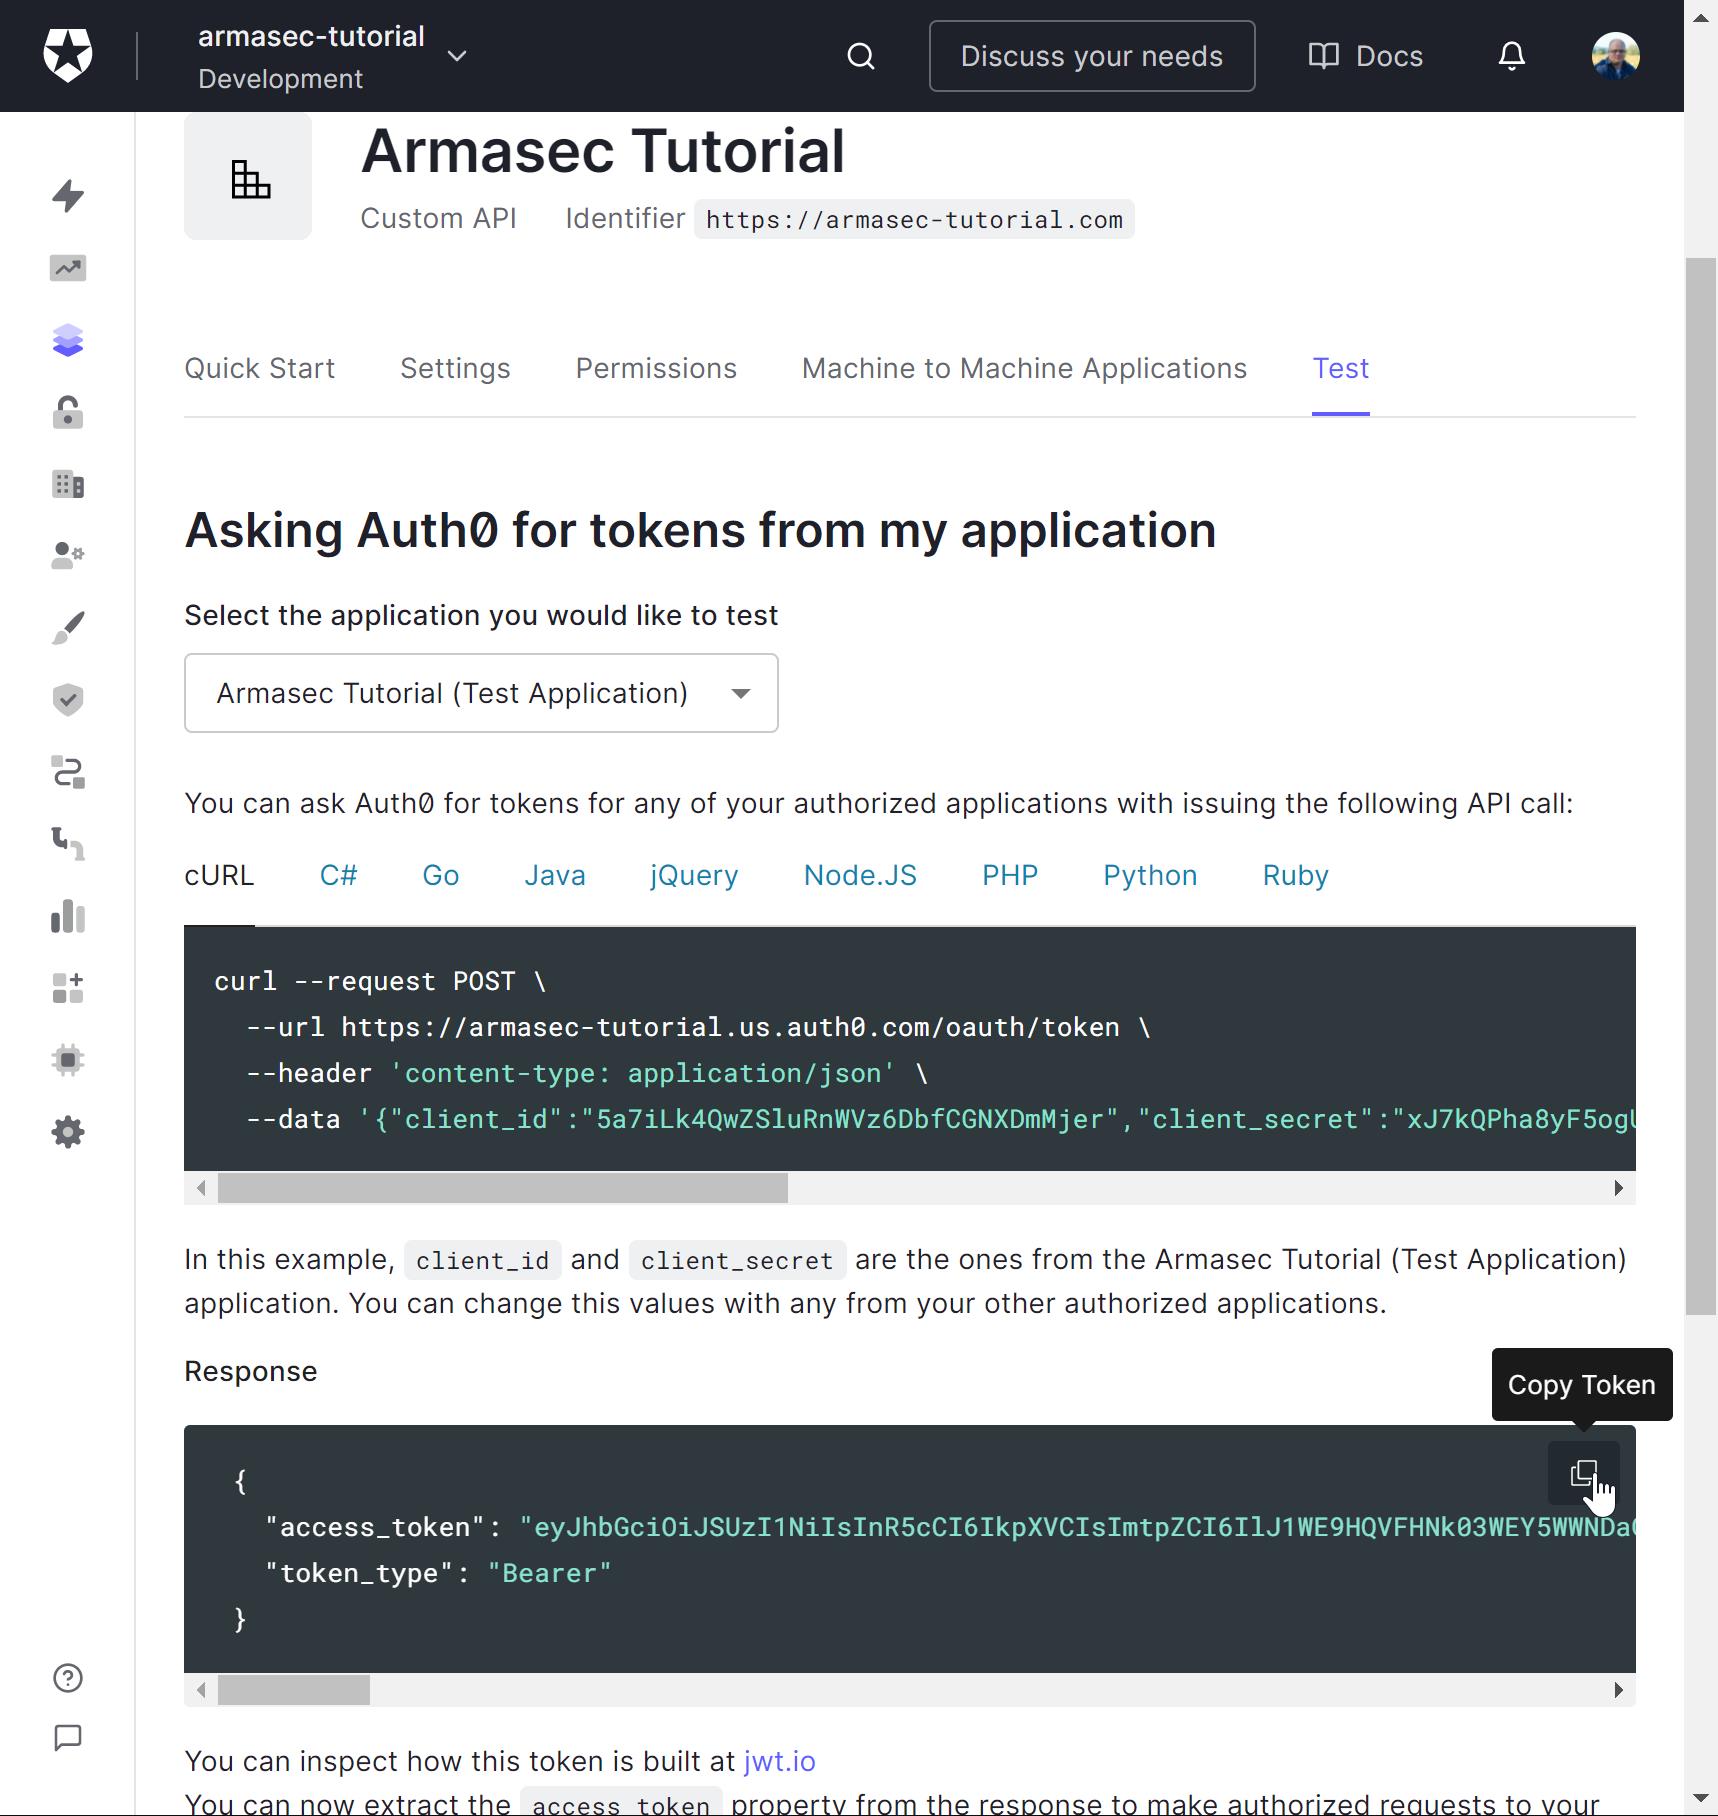 armasec-tutorial
Development
Discuss your needs
Docs
Armasec Tutorial
Custom API Identifier https://armasec-tutorial.com
Quick Start Settings Permissions Machine to Machine Applications Test
Asking Auth0 for tokens from my application
Select the application you would like to test
Armasec Tutorial (Test Application)
You can ask Auth0 for tokens for any of your authorized applications with issuing the following API call:
cURL C# Go Java jQuery Node.JS PHP Python Ruby
curl --request POST \
--url https://armasec-tutorial.us.auth0.com/oauth/token \
--header 'content-type: application/json' \
--data '{"client_id":"5a7iLk4QwZSluRnWVz6DbfCGNXDmMjer","client_secret":"xJ7kQPha8yF5og
In this example, client_id and client_secret are the ones from the Armasec Tutorial (Test Application)
application. You can change this values with any from your other authorized applications.
Response
Copy Token
{
"access_token": "eyJhbGciOiJSUzI1NiIsInR5cCI6IkpXVCIsImtpZCI6IlJ1WE9HQVFHNk03WEY5WWNDa
"token_type": "Bearer"
}
You can inspect how this token is built at jwt.io
You can now extract the access_token property from the response to make authorized requests to your